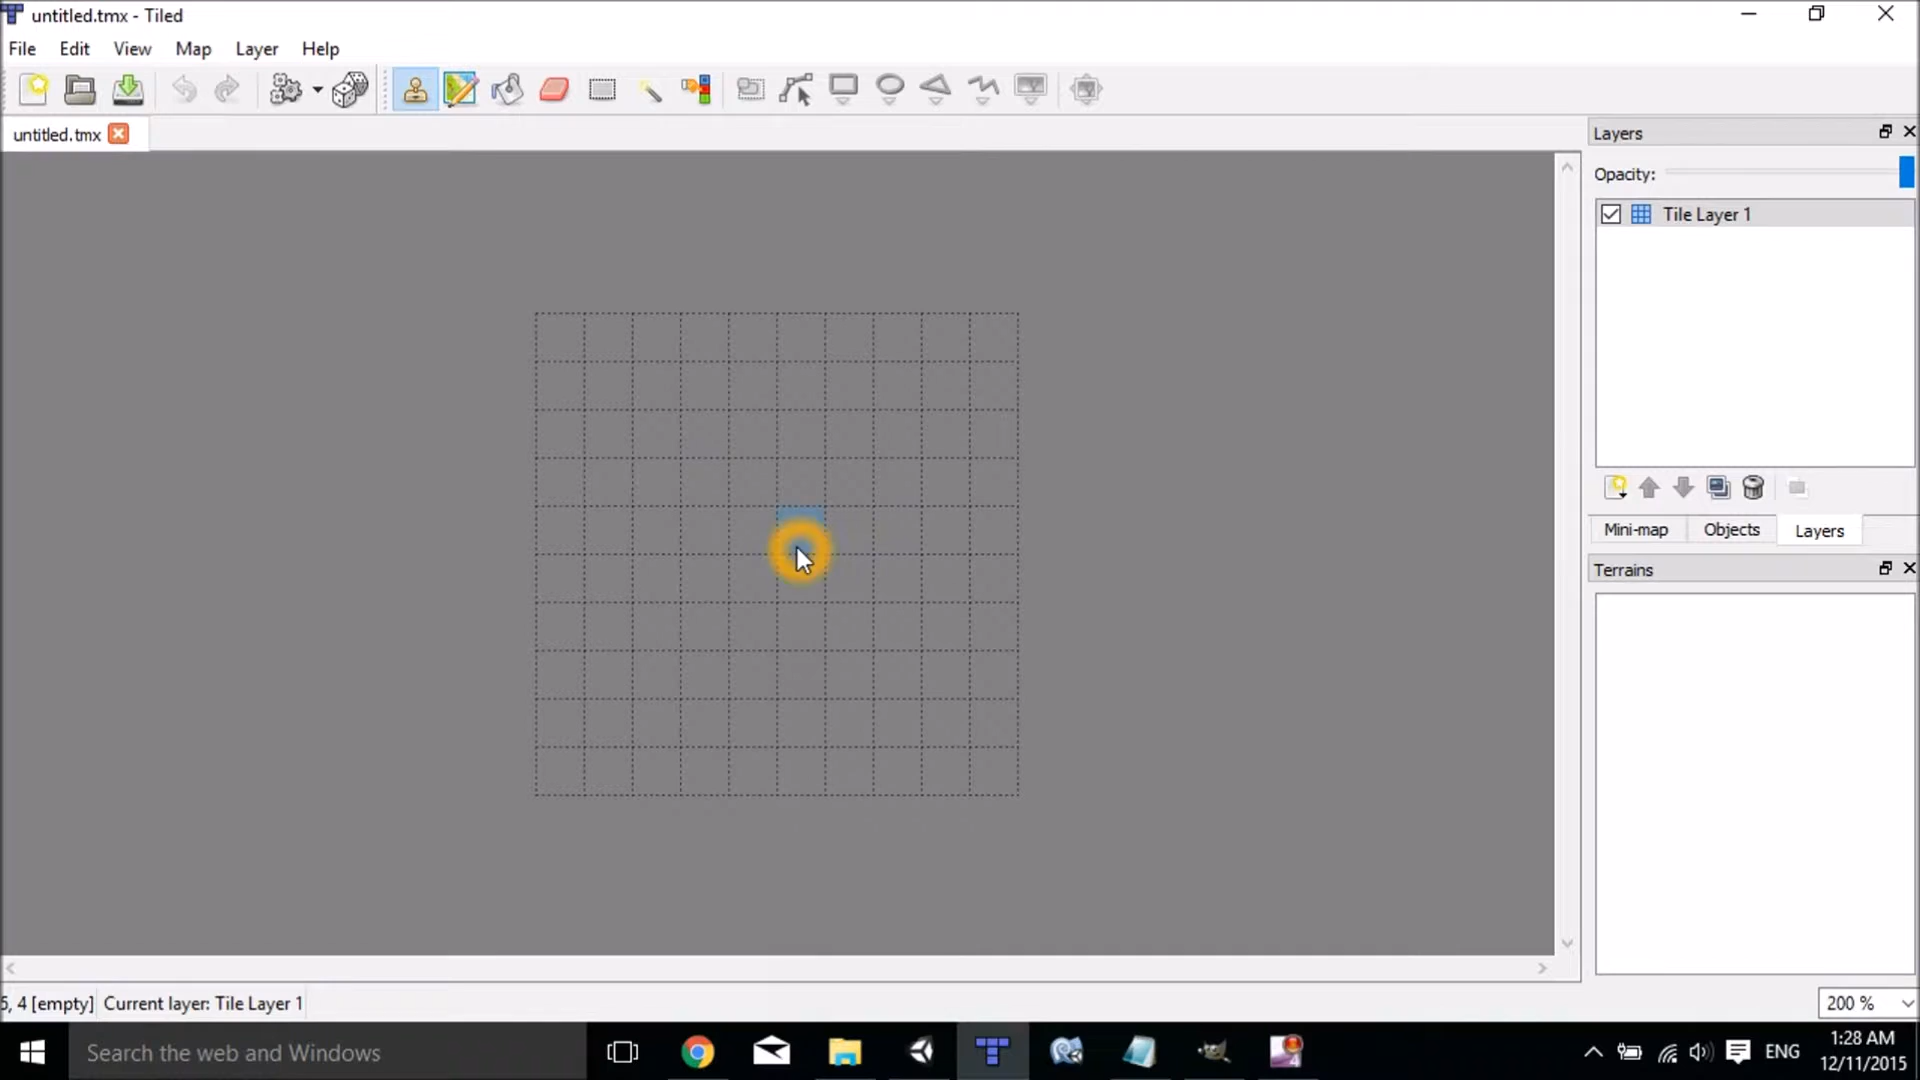 untitled.tmx - Tiled
File Edit View Map Layer Help
untitled.tmx
Layers
Opacity:
Tile Layer 1
Mini-map Objects Layers
Terrains
5, 4 [empty] Current layer: Tile Layer 1
200 %
Search the web and Windows
4
ENG
1:28 AM
12/11/2015